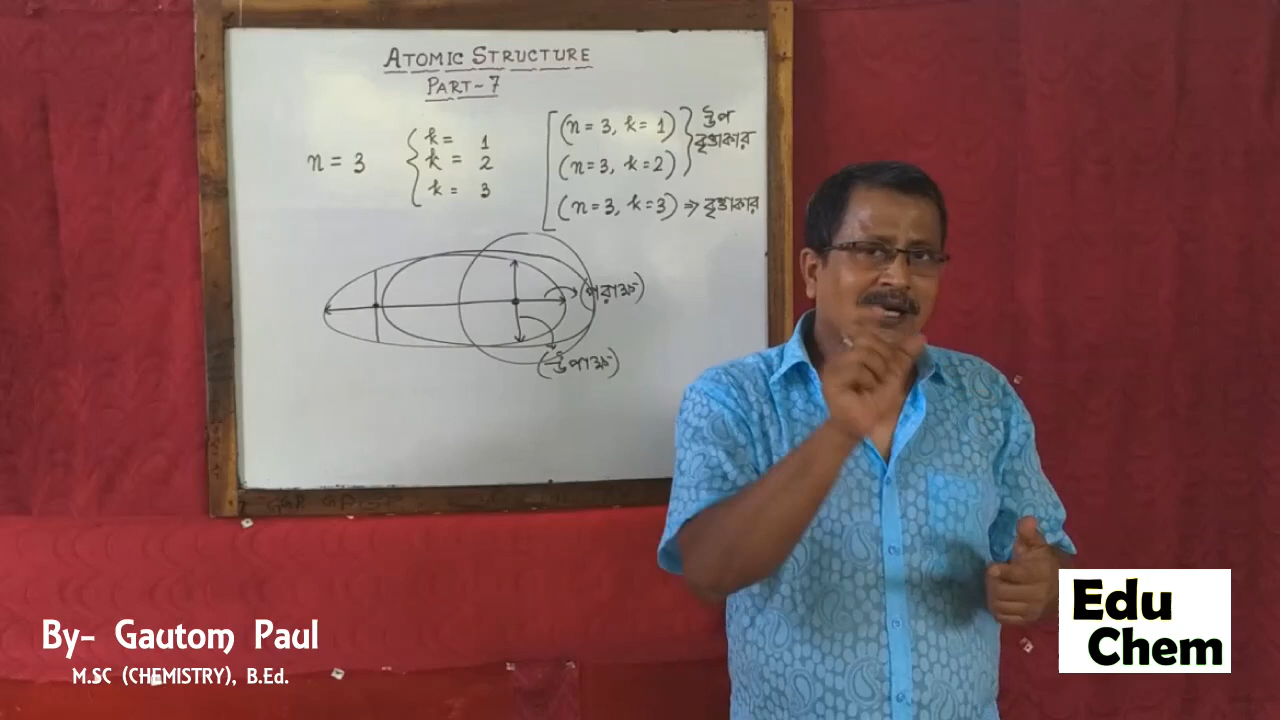 ATOMIC STRUCTURE
PART-7
n = 3
k = 1
k = 2
k = 3
(n = 3, k = 1)
(n = 3, k = 2)
উপ
বৃত্তাকার
(n = 3, k = 3) ⇒ বৃত্তাকার
(পরাক্ষ)
(উপাক্ষ)
By- Gautom Paul
M.SC (CHEMISTRY), B.Ed.
Edu
Chem